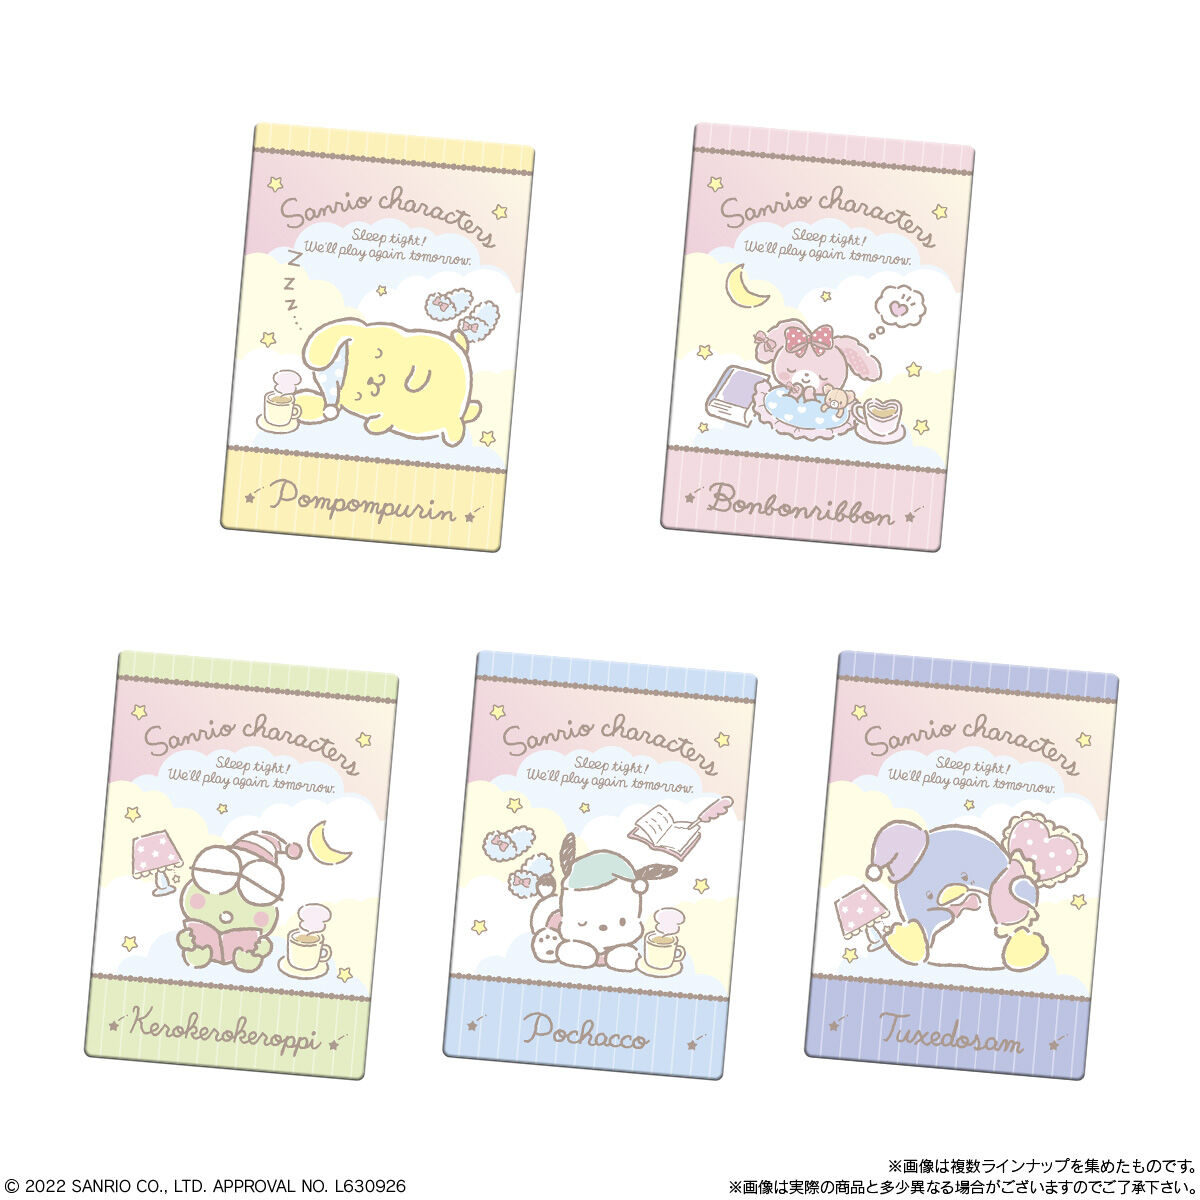 Sanrio characters
Sleep tight!
We'll play again tomorrow.
Z
Z
Z
Pompompurin
Sanrio characters
Sleep tight!
We'll play again tomorrow.
Bonbonribbon
Sanrio characters
Sleep tight!
We'll play again tomorrow.
Kerokerokeroppi
Sanrio characters
Sleep tight!
We'll play again tomorrow.
Pochacco
Sanrio characters
Sleep tight!
We'll play again tomorrow.
Tuxedosam
※画像は複数ラインナップを集めたものです。
© 2022 SANRIO CO., LTD. APPROVAL NO. L630926
※画像は実際の商品と多少異なる場合がございますのでご了承下さい。